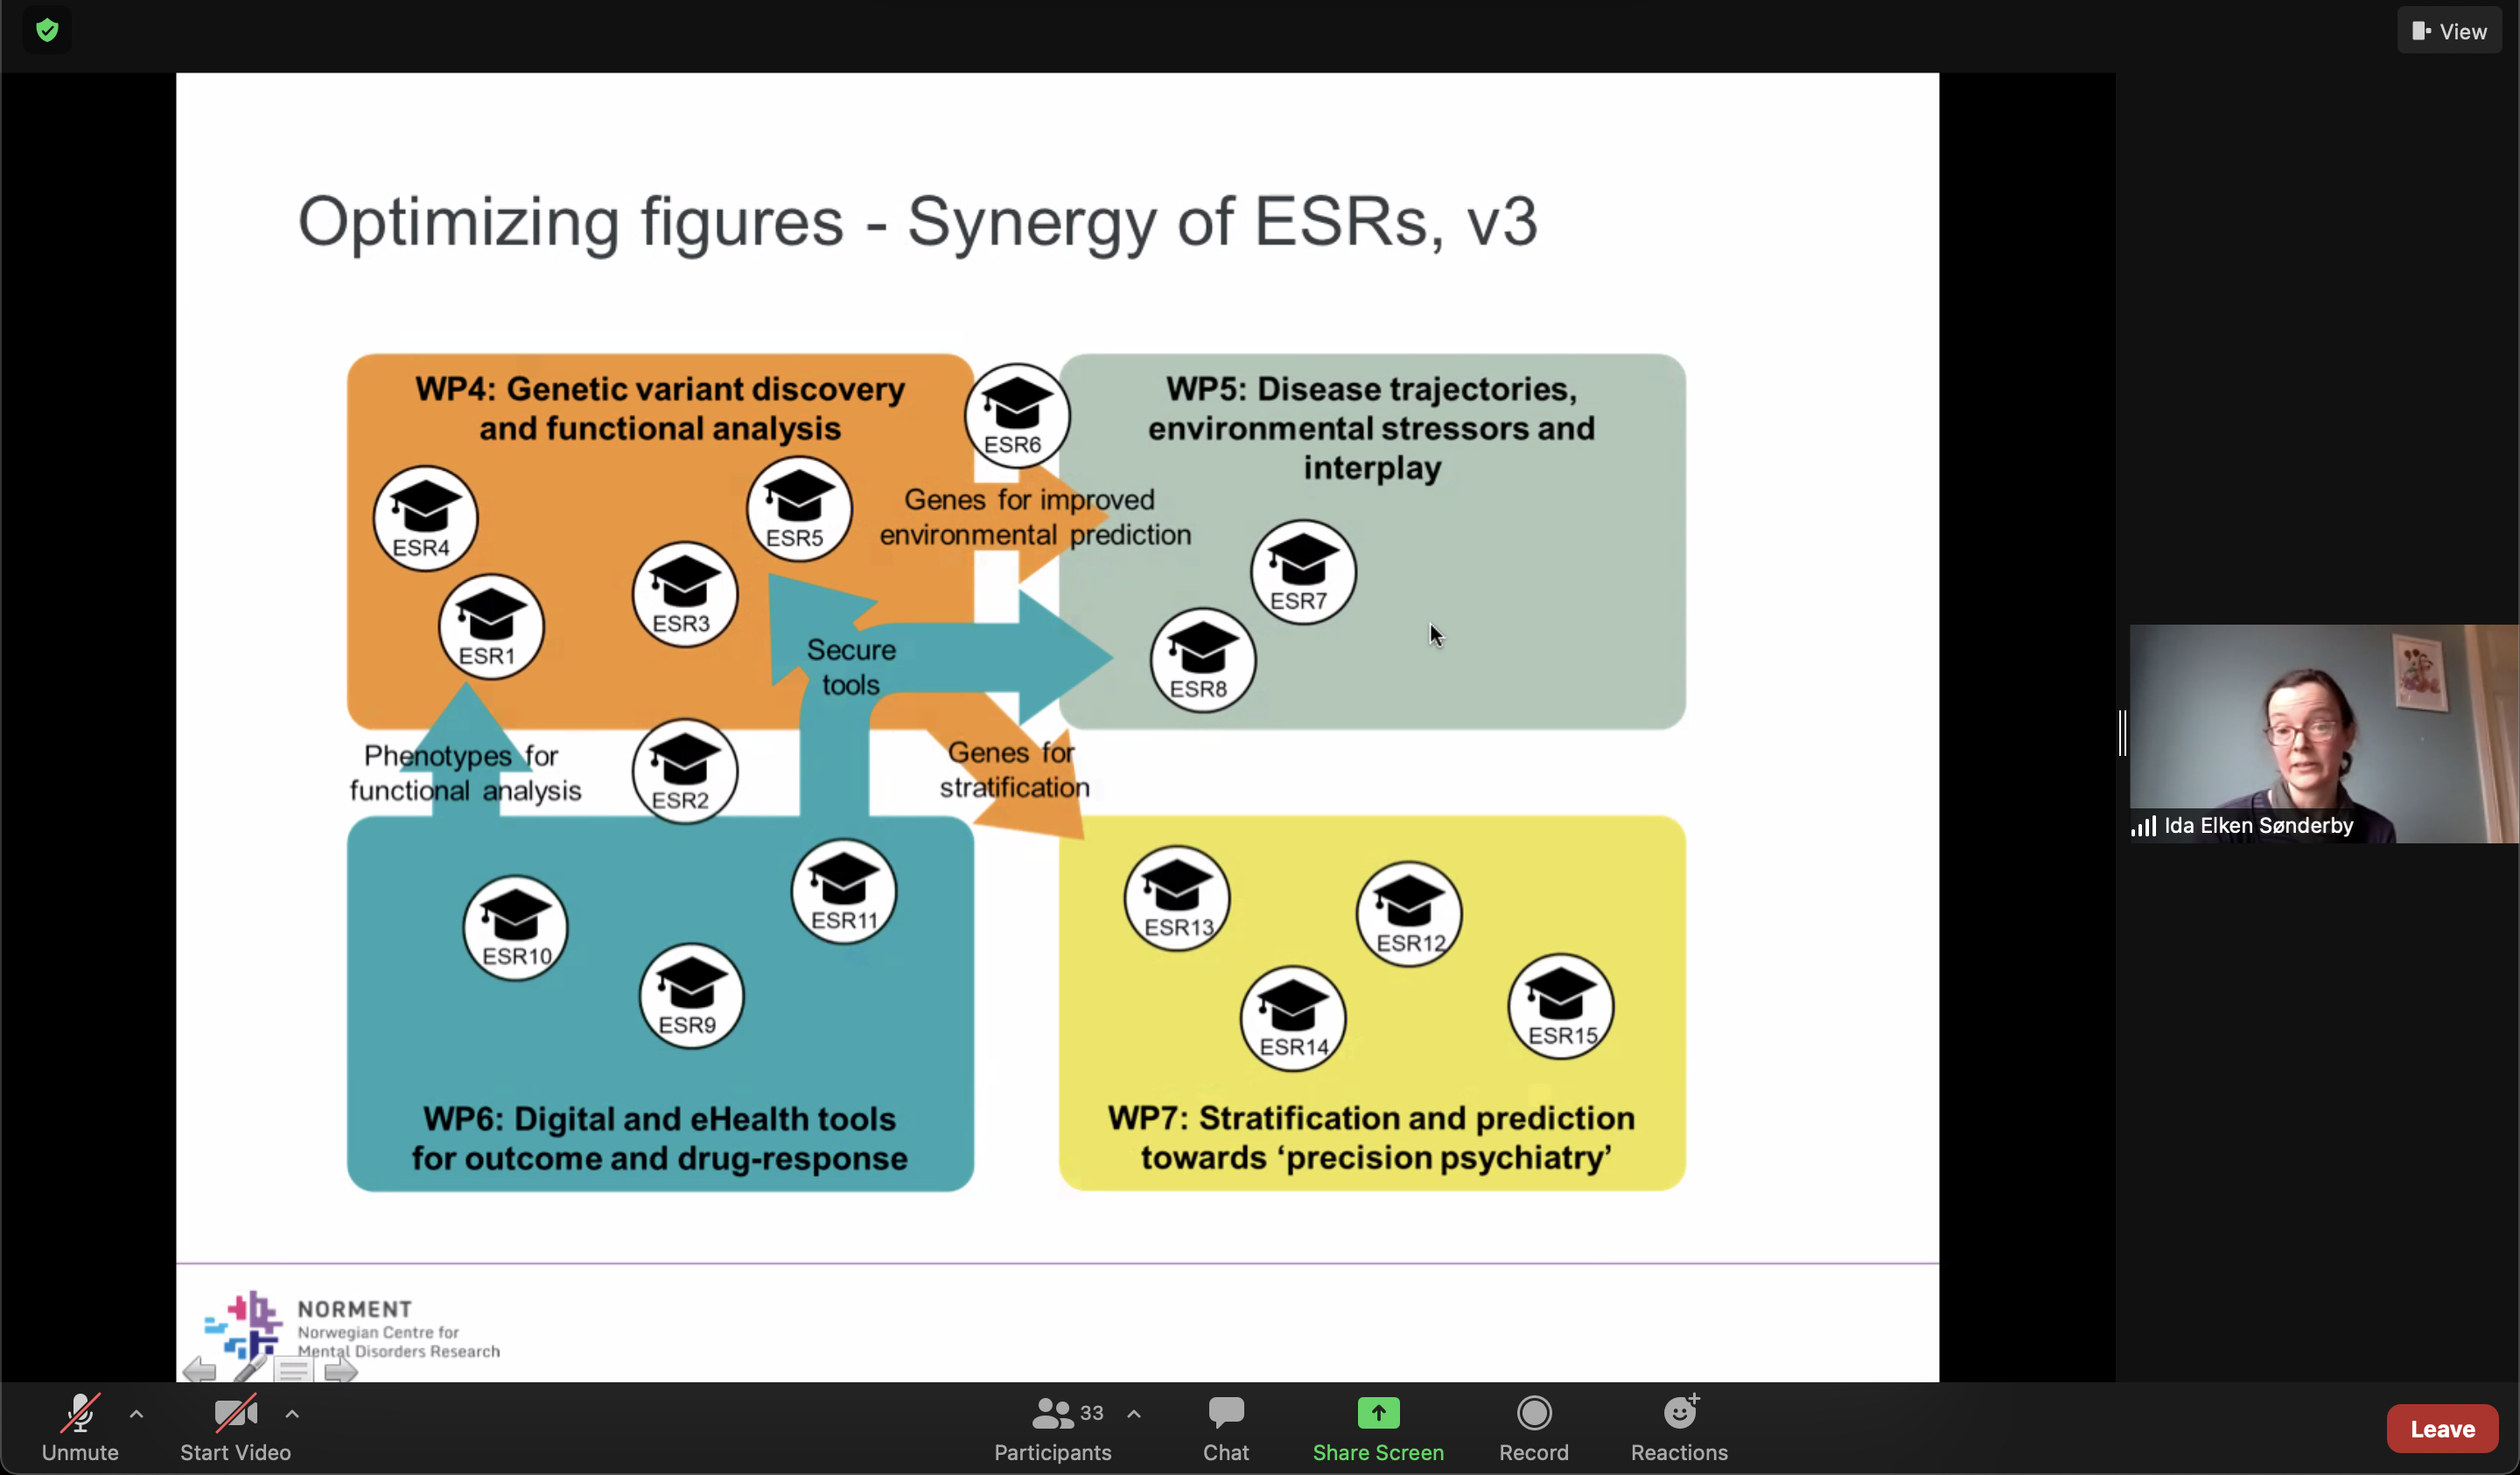 View
Optimizing figures - Synergy of ESRs, v3
WP4: Genetic variant discovery
and functional analysis
ESR6
WP5: Disease trajectories,
environmental stressors and
interplay
ESR4
ESR5
Genes for improved
environmental prediction
ESR1
ESR3
ESR7
Secure
tools
ESR8
Phenotypes for
functional analysis
ESR2
Genes for
stratification
ESR10
ESR11
ESR9
ESR13
ESR12
ESR14
ESR15
WP6: Digital and eHealth tools
for outcome and drug-response
WP7: Stratification and prediction
towards ‘precision psychiatry’
Ida Elken Sønderby
NORMENT
Norwegian Centre for
Mental Disorders Research
Unmute
Start Video
33
Participants
Chat
Share Screen
Record
Reactions
Leave